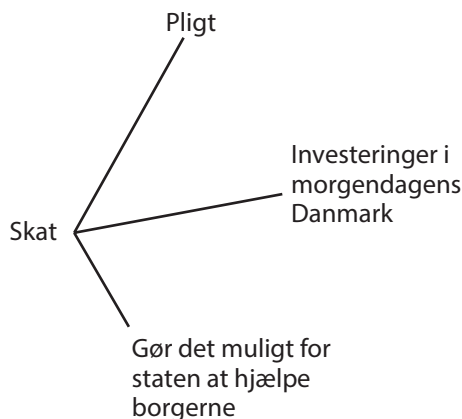 Pligt
Investeringer i
morgendagens
Danmark
Skat
Gør det muligt for
staten at hjælpe
borgerne